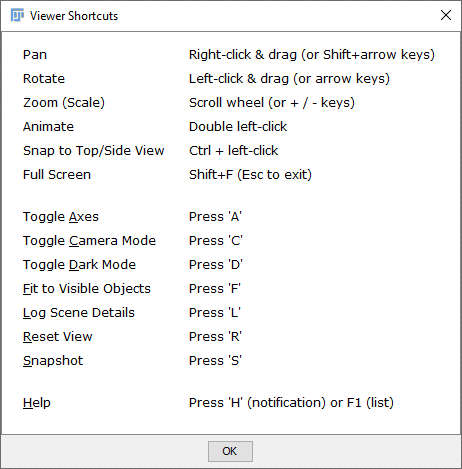 Viewer Shortcuts
Pan Right-click & drag (or Shift+arrow keys)
Rotate Left-click & drag (or arrow keys)
Zoom (Scale) Scroll wheel (or + / - keys)
Animate Double left-click
Snap to Top/Side View Ctrl + left-click
Full Screen Shift+F (Esc to exit)
Toggle Axes Press 'A'
Toggle Camera Mode Press 'C'
Toggle Dark Mode Press 'D'
Fit to Visible Objects Press 'F'
Log Scene Details Press 'L'
Reset View Press 'R'
Snapshot Press 'S'
Help Press 'H' (notification) or F1 (list)
OK